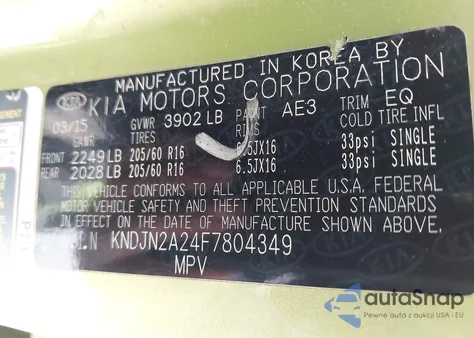 MANUFACTURED IN KOREA BY
KIA KIA MOTORS CORPORATION
03/15 GVWR 3902 LB PAINT AE3 TRIM EQ
GAWR TIRES RIMS COLD TIRE INFL
FRONT 2249 LB 205/60 R16 6.5JX16 33psi SINGLE
REAR 2028 LB 205/60 R16 6.5JX16 33psi SINGLE
THIS VEHICLE CONFORMS TO ALL APPLICABLE U.S.A. FEDERAL
MOTOR VEHICLE SAFETY AND THEFT PREVENTION STANDARDS
IN EFFECT ON THE DATE OF MANUFACTURE SHOWN ABOVE.
KNDJN2A24F7804349
MPV
autoSnap
Pewne auta z aukcji USA i EU